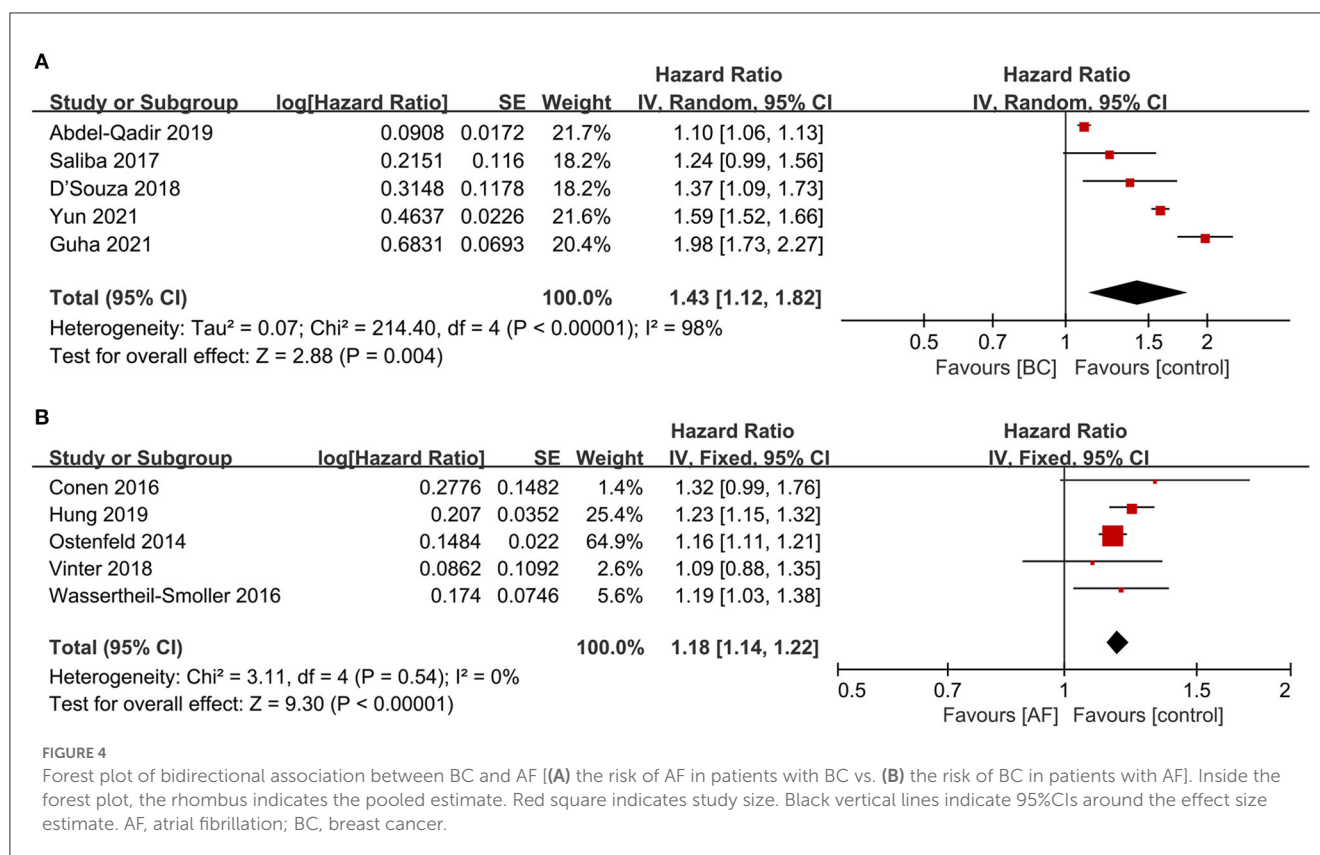 A
Hazard Ratio Hazard Ratio
Study or Subgroup log[Hazard Ratio] SE Weight IV, Random, 95% CI IV, Random, 95% CI
Abdel-Qadir 2019 0.0908 0.0172 21.7% 1.10 [1.06, 1.13]
Saliba 2017 0.2151 0.116 18.2% 1.24 [0.99, 1.56]
D'Souza 2018 0.3148 0.1178 18.2% 1.37 [1.09, 1.73]
Yun 2021 0.4637 0.0226 21.6% 1.59 [1.52, 1.66]
Guha 2021 0.6831 0.0693 20.4% 1.98 [1.73, 2.27]
Total (95% CI) 100.0% 1.43 [1.12, 1.82]
Heterogeneity: Tau² = 0.07; Chi² = 214.40, df = 4 (P < 0.00001); I² = 98%
Test for overall effect: Z = 2.88 (P = 0.004)
0.5 0.7 1 1.5 2
Favours [BC] Favours [control]
B
Hazard Ratio Hazard Ratio
Study or Subgroup log[Hazard Ratio] SE Weight IV, Fixed, 95% CI IV, Fixed, 95% CI
Conen 2016 0.2776 0.1482 1.4% 1.32 [0.99, 1.76]
Hung 2019 0.207 0.0352 25.4% 1.23 [1.15, 1.32]
Ostenfeld 2014 0.1484 0.022 64.9% 1.16 [1.11, 1.21]
Vinter 2018 0.0862 0.1092 2.6% 1.09 [0.88, 1.35]
Wassertheil-Smoller 2016 0.174 0.0746 5.6% 1.19 [1.03, 1.38]
Total (95% CI) 100.0% 1.18 [1.14, 1.22]
Heterogeneity: Chi² = 3.11, df = 4 (P = 0.54); I² = 0%
Test for overall effect: Z = 9.30 (P < 0.00001)
0.5 0.7 1 1.5 2
Favours [AF] Favours [control]
FIGURE 4
Forest plot of bidirectional association between BC and AF [(A) the risk of AF in patients with BC vs. (B) the risk of BC in patients with AF]. Inside the
forest plot, the rhombus indicates the pooled estimate. Red square indicates study size. Black vertical lines indicate 95%CIs around the effect size
estimate. AF, atrial fibrillation; BC, breast cancer.